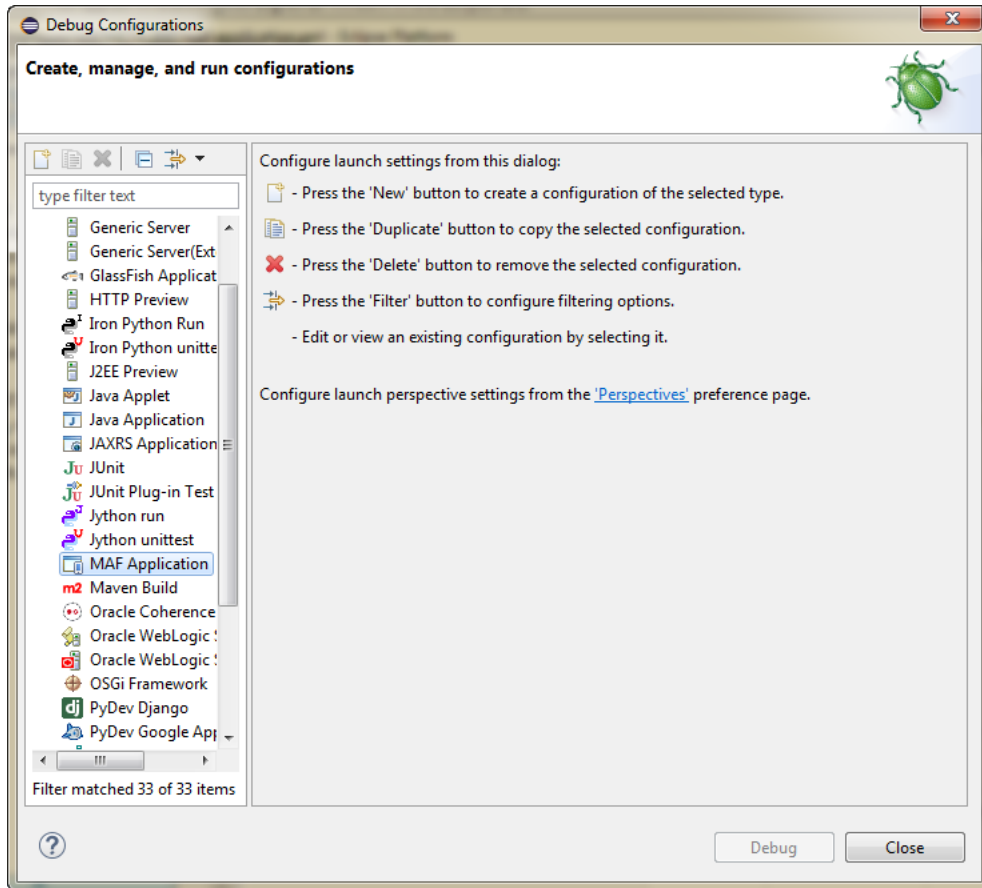 Debug Configurations
Create, manage, and run configurations
type filter text
Generic Server
Generic Server(Ext
GlassFish Applicat
HTTP Preview
Iron Python Run
Iron Python unitte
J2EE Preview
Java Applet
Java Application
JAXRS Application
JUnit
JUnit Plug-in Test
Jython run
Jython unittest
MAF Application
m2 Maven Build
Oracle Coherence
Oracle WebLogic S
Oracle WebLogic S
OSGi Framework
dj PyDev Django
PyDev Google App
Filter matched 33 of 33 items
Configure launch settings from this dialog:
- Press the 'New' button to create a configuration of the selected type.
- Press the 'Duplicate' button to copy the selected configuration.
- Press the 'Delete' button to remove the selected configuration.
- Press the 'Filter' button to configure filtering options.
- Edit or view an existing configuration by selecting it.
Configure launch perspective settings from the 'Perspectives' preference page.
Debug
Close